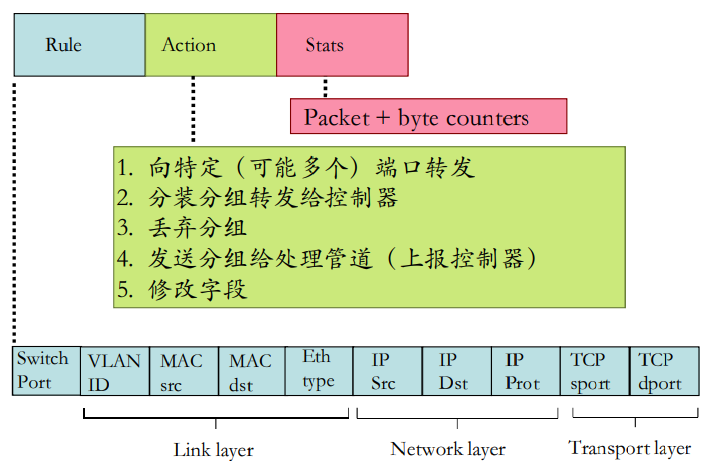 Rule Action Stats
Packet + byte counters
1. 向特定（可能多个）端口转发
2. 分装分组转发给控制器
3. 丢弃分组
4. 发送分组给处理管道（上报控制器）
5. 修改字段
Switch Port
VLAN ID
MAC src
MAC dst
Eth type
IP Src
IP Dst
IP Prot
TCP sport
TCP dport
Link layer
Network layer
Transport layer